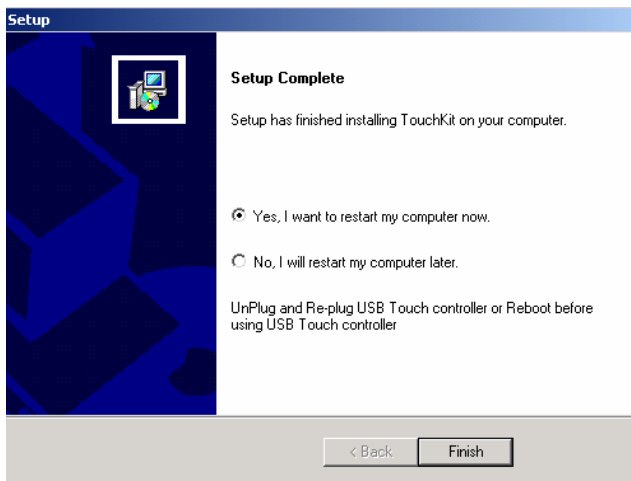 Setup
Setup Complete
Setup has finished installing TouchKit on your computer.
Yes, I want to restart my computer now.
No, I will restart my computer later.
UnPlug and Re-plug USB Touch controller or Reboot before
using USB Touch controller
< Back
Finish